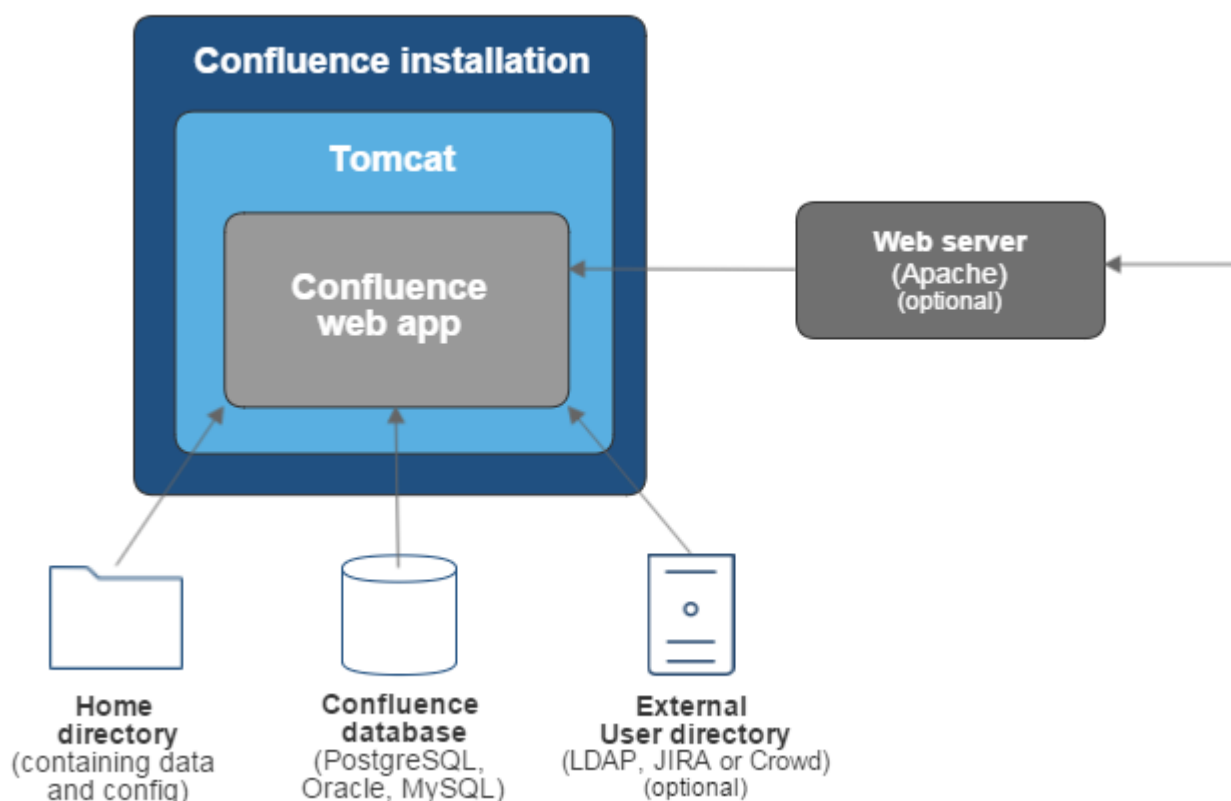 Confluence installation
Tomcat
Confluence
web app
Web server
(Apache)
(optional)
Home
directory
(containing data
and config)
Confluence
database
(PostgreSQL,
Oracle, MySQL)
External
User directory
(LDAP, JIRA or Crowd)
(optional)